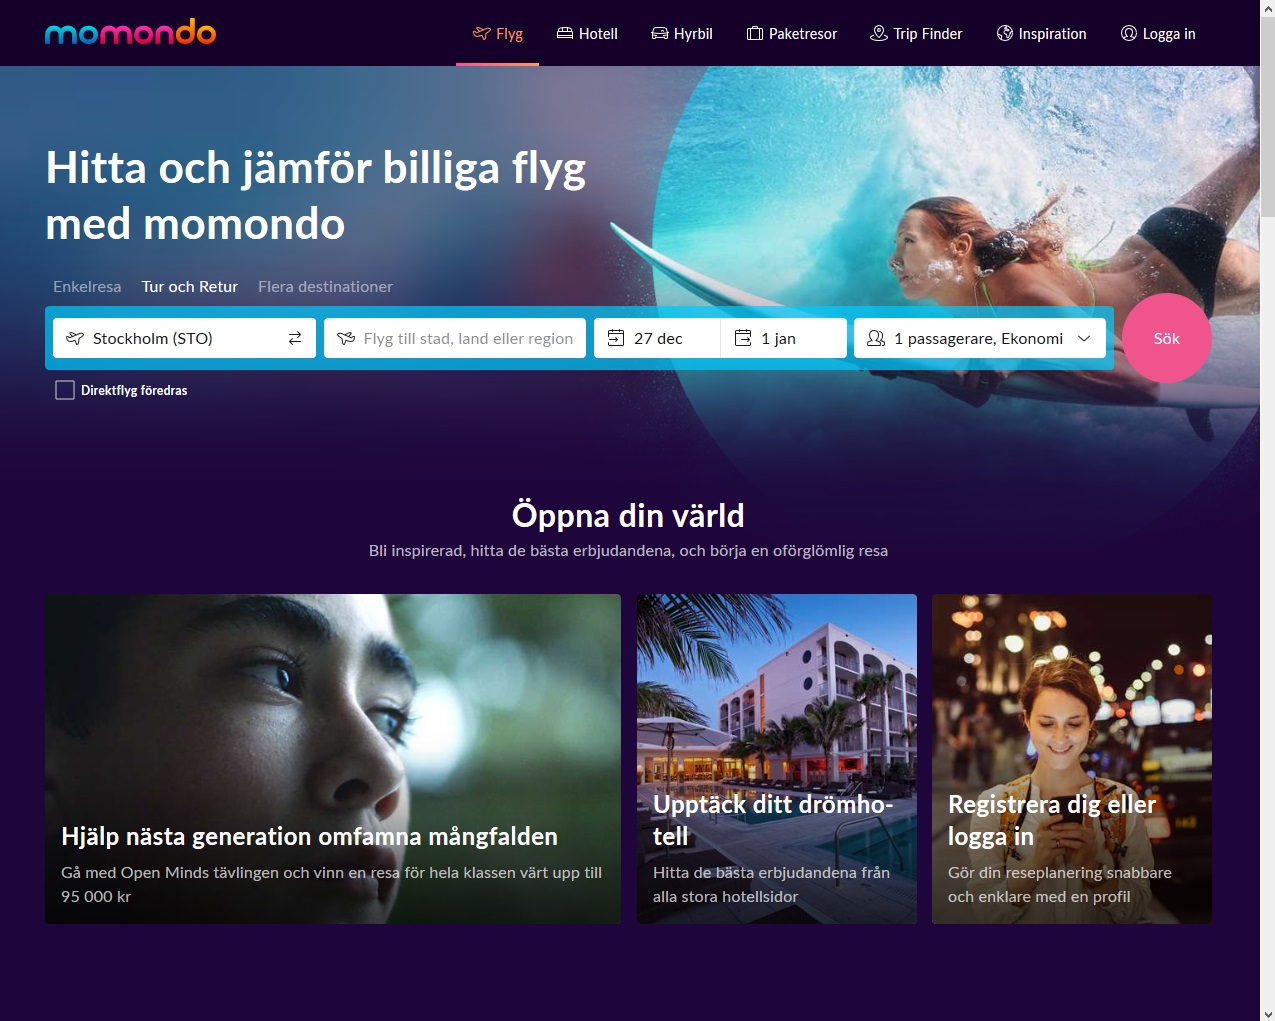 momondo
Flyg
Hotell
Hyrbil
Paketresor
Trip Finder
Inspiration
Logga in
Hitta och jämför billiga flyg
med momondo
Enkelresa
Tur och Retur
Flera destinationer
Stockholm (STO)
Flyg till stad, land eller region
27 dec
1 jan
1 passagerare, Ekonomi
Sök
Direktflyg föredras
Öppna din värld
Bli inspirerad, hitta de bästa erbjudandena, och börja en oförglömlig resa
Hjälp nästa generation omfamna mångfalden
Gå med Open Minds tävlingen och vinn en resa för hela klassen värt upp till
95 000 kr
Upptäck ditt drömho-
tell
Hitta de bästa erbjudandena från
alla stora hotellsidor
Registrera dig eller
logga in
Gör din reseplanering snabbare
och enklare med en profil